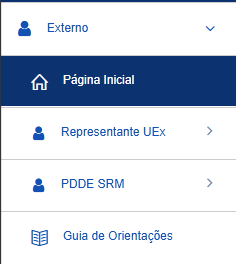 Externo
Página Inicial
Representante UEx
PDDE SRM
Guia de Orientações